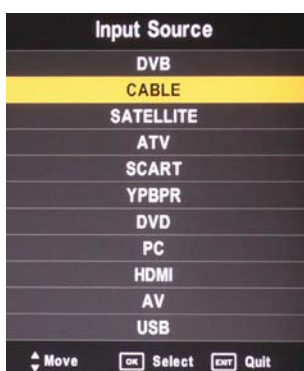 Input Source
DVB
CABLE
SATELLITE
ATV
SCART
YPBPR
DVD
PC
HDMI
AV
USB
Move OK Select EXIT Quit